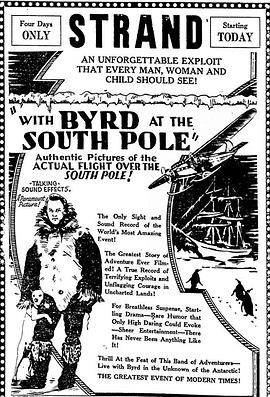 Four Days
ONLY
STRAND
Starting
TODAY
AN UNFORGETTABLE EXPLOIT
THAT EVERY MAN, WOMAN AND
CHILD SHOULD SEE!
"WITH BYRD AT THE
SOUTH POLE"
Authentic Pictures of the
ACTUAL FLIGHT OVER THE
SOUTH POLE!
-TALKING-
SOUND EFFECTS.
A Paramount
Picture!
The Only Sight and
Sound Record of the
World's Most Amazing
Event!
The Greatest Story of
Adventure Ever Film-
ed! A True Record of
Terrifying Exploits and
Unflagging Courage in
Uncharted Lands!
For Breathless Suspense, Start-
ling Drama—Rare Humor that
Only High Daring Could Evoke
—Sheer Entertainment—There
Has Never Been Anything Like
It!
Thrill At the Feat of This Band of Adventurers—
Live with Byrd in the Unknown of the Antarctic!
THE GREATEST EVENT OF MODERN TIMES!